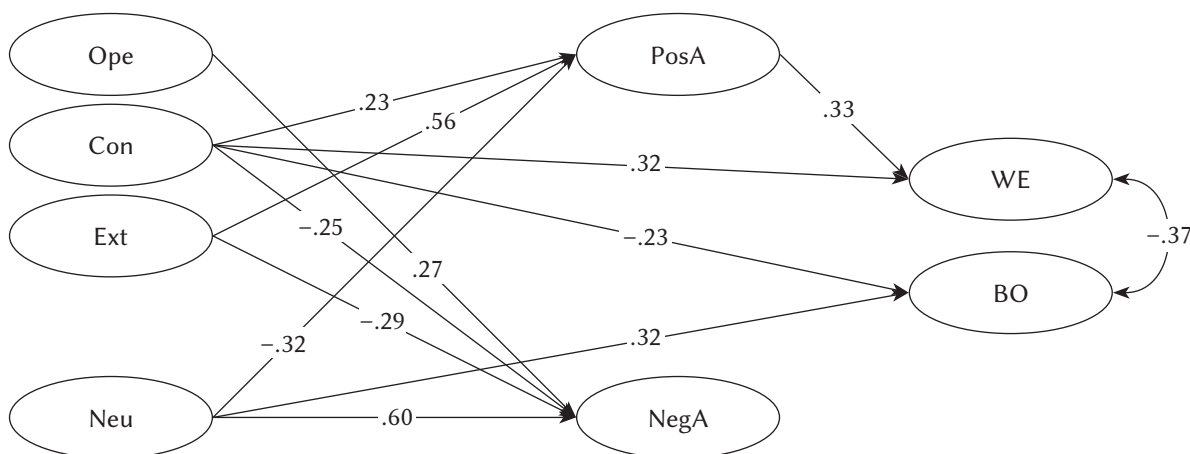 Ope
PosA
.23
.33
.56
Con
.32
WE
Ext
−.25
−.23
−.37
.27
BO
−.29
−.32
.32
Neu
.60
NegA